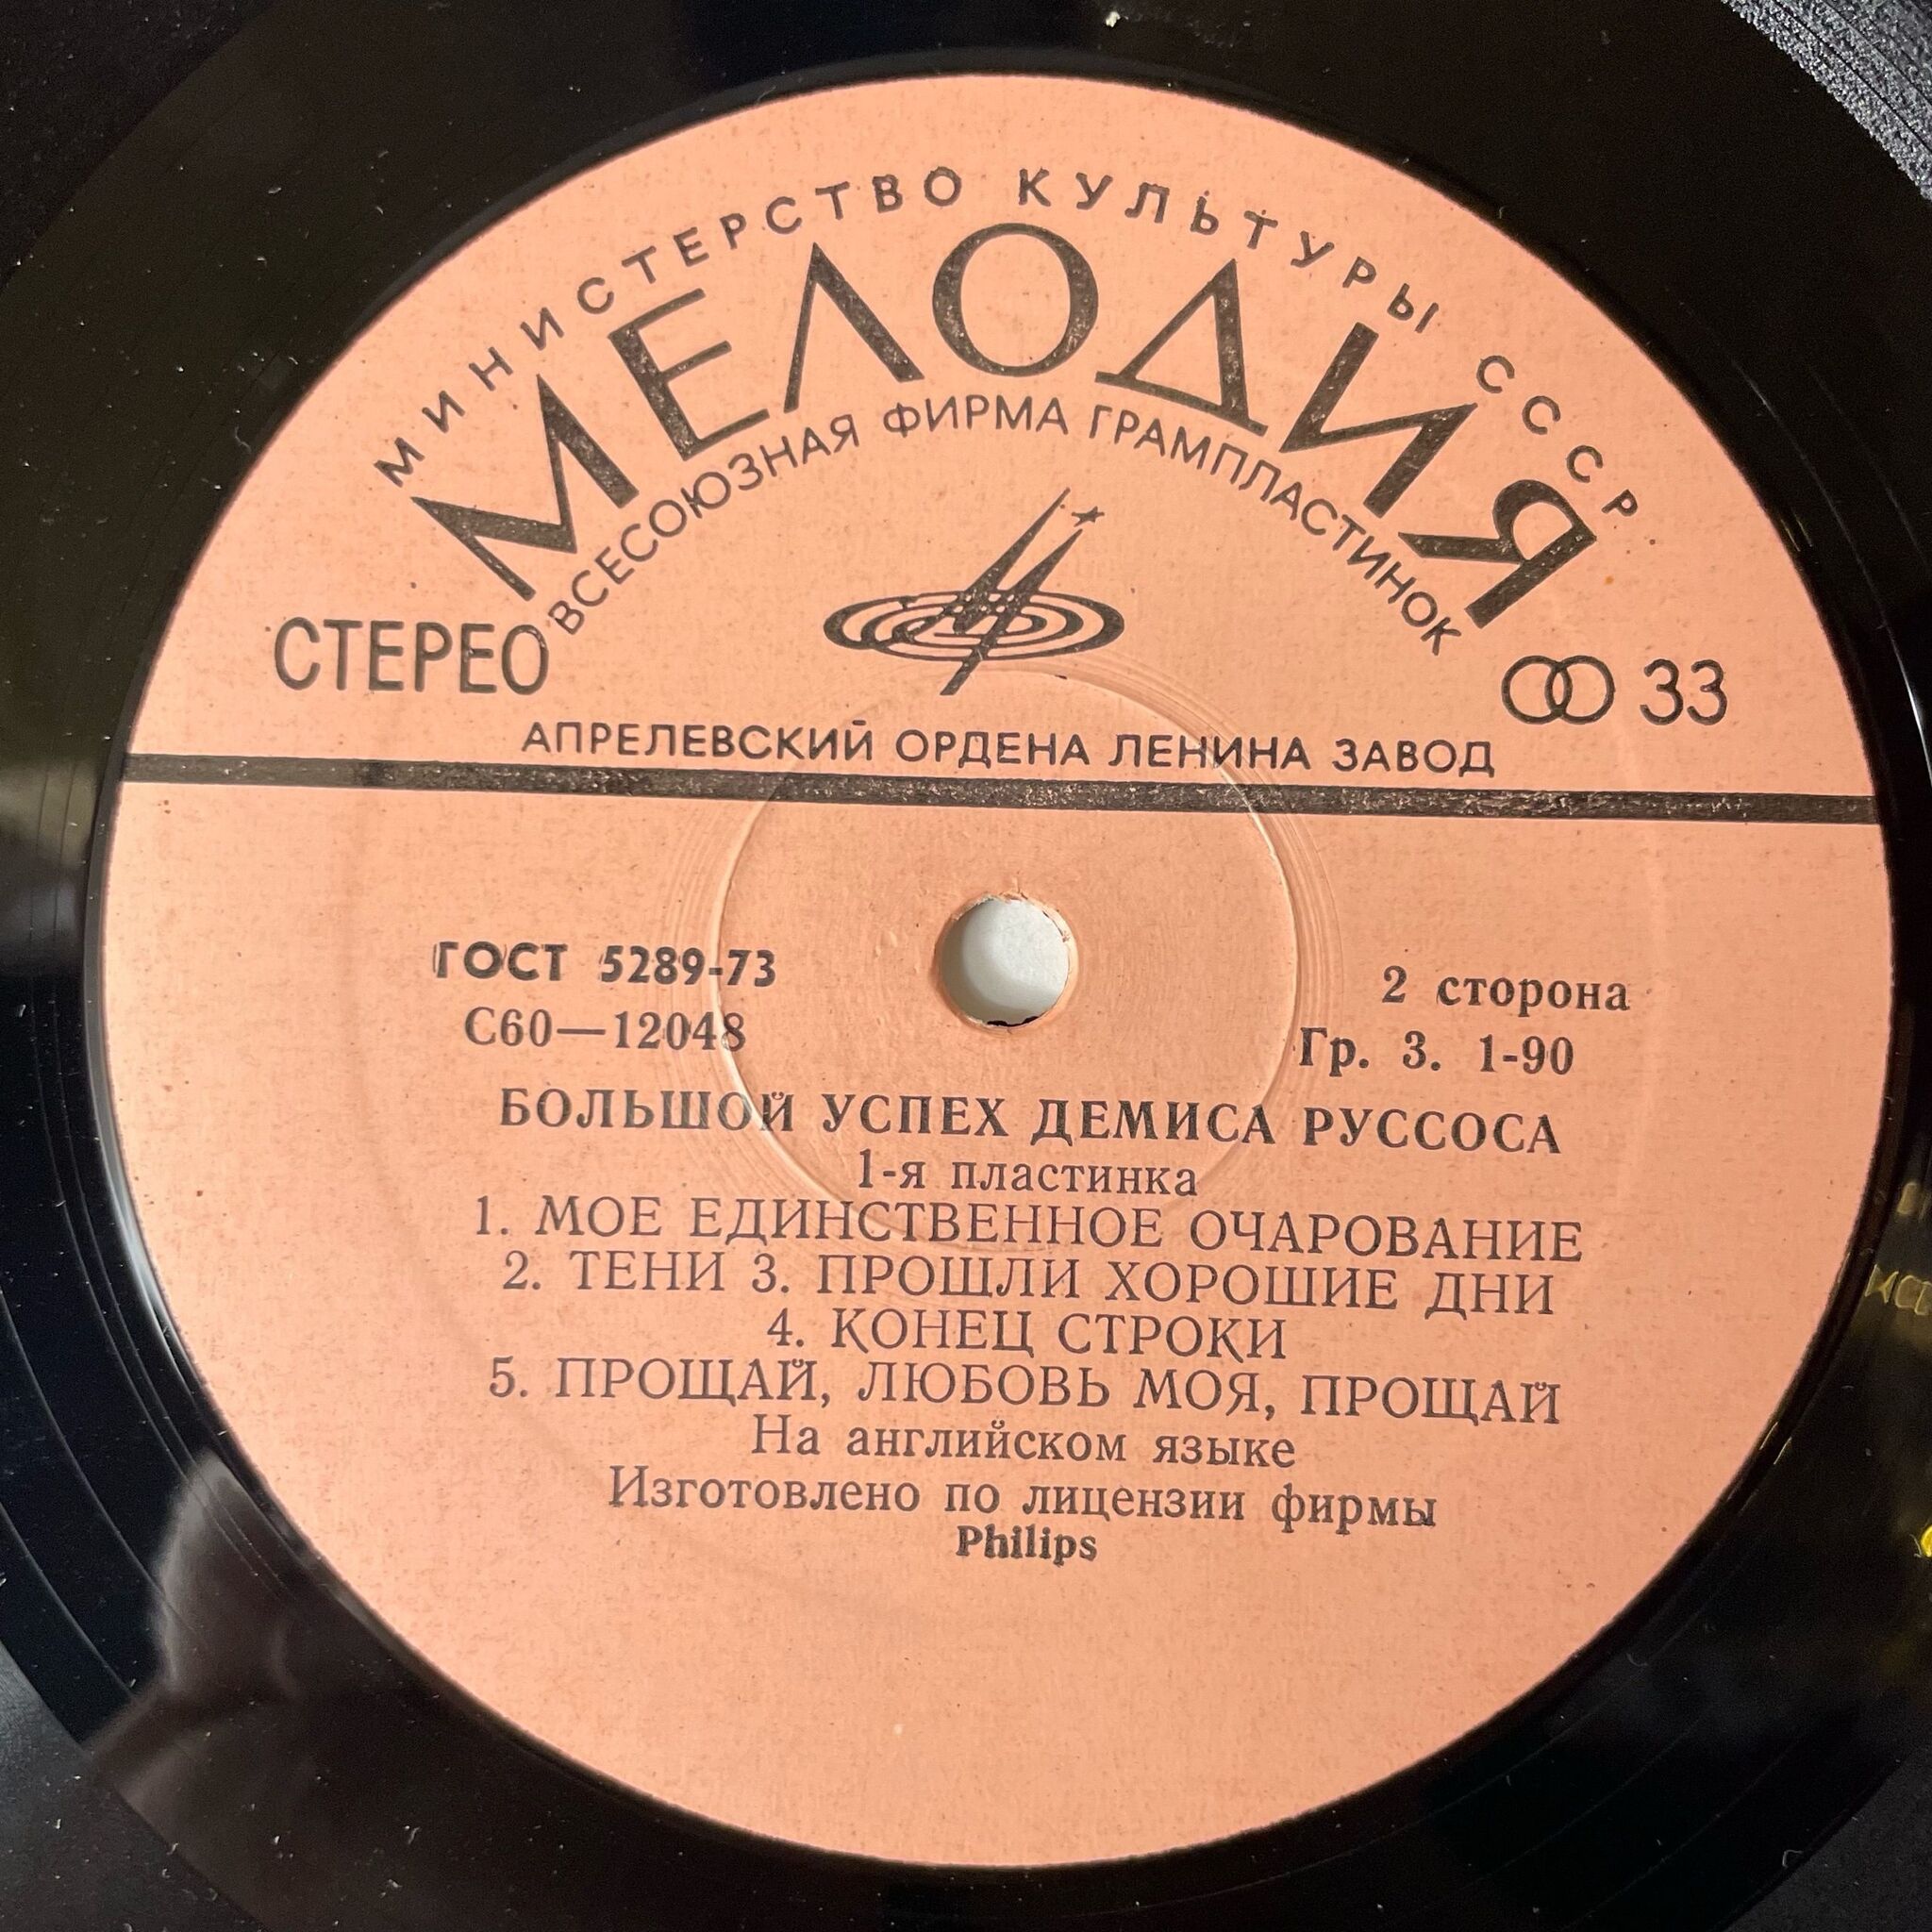 МИНИСТЕРСТВО КУЛЬТУРЫ СССР
МЕЛОДИЯ
ВСЕСОЮЗНАЯ ФИРМА ГРАМПЛАСТИНОК
СТЕРЕО
33
АПРЕЛЕВСКИЙ ОРДЕНА ЛЕНИНА ЗАВОД
ГОСТ 5289-73
2 сторона
С60—12048
Гр. 3. 1-90
БОЛЬШОЙ УСПЕХ ДЕМИСА РУССОСА
1-я пластинка
1. МОЕ ЕДИНСТВЕННОЕ ОЧАРОВАНИЕ
2. ТЕНИ 3. ПРОШЛИ ХОРОШИЕ ДНИ
4. КОНЕЦ СТРОКИ
5. ПРОЩАЙ, ЛЮБОВЬ МОЯ, ПРОЩАЙ
На английском языке
Изготовлено по лицензии фирмы
Philips